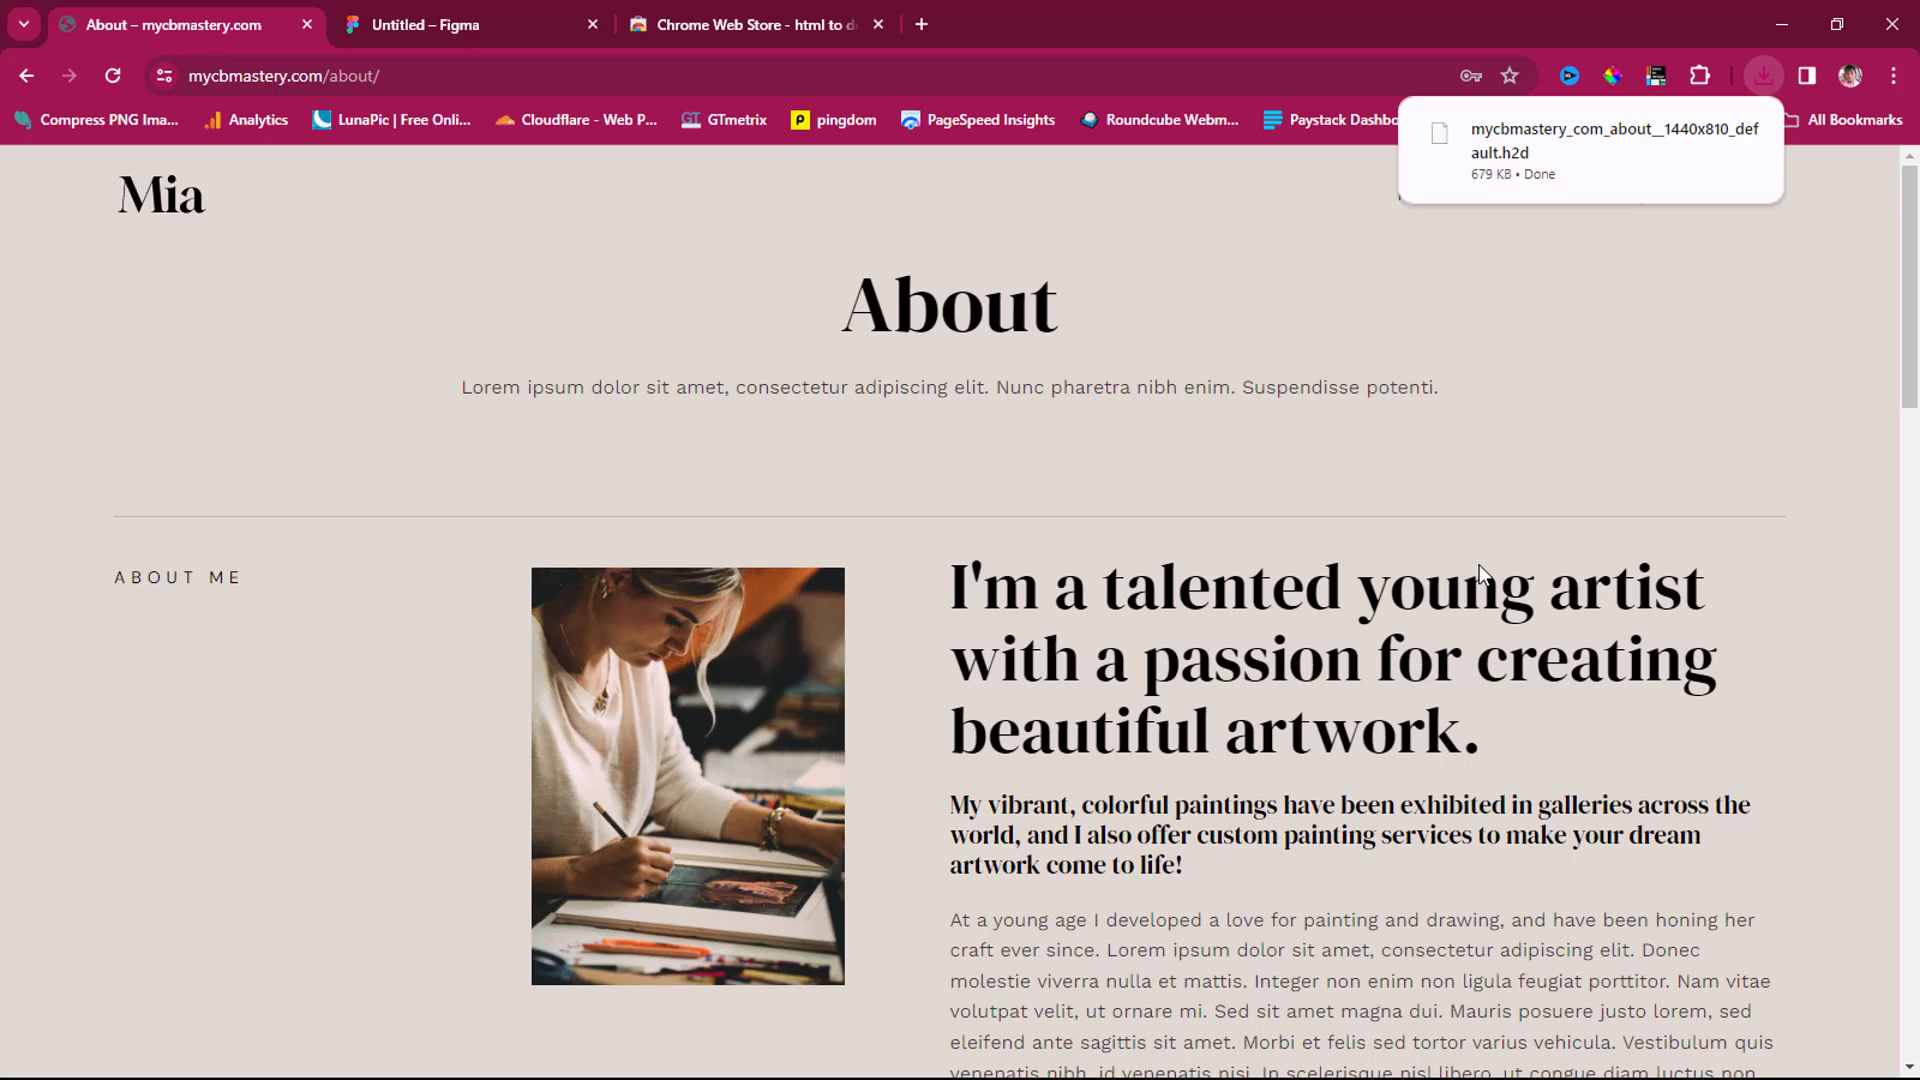 About – mycbmastery.com
Untitled – Figma
Chrome Web Store - html to d
mycbmastery.com/about/
Compress PNG Ima...
Analytics
LunaPic | Free Onli...
Cloudflare - Web P...
GTmetrix
pingdom
PageSpeed Insights
Roundcube Webm...
Paystack Dashbo
All Bookmarks
mycbmastery_com_about__1440x810_def
ault.h2d
679 KB • Done
Mia
About
Lorem ipsum dolor sit amet, consectetur adipiscing elit. Nunc pharetra nibh enim. Suspendisse potenti.
ABOUT ME
I'm a talented young artist
with a passion for creating
beautiful artwork.
My vibrant, colorful paintings have been exhibited in galleries across the
world, and I also offer custom painting services to make your dream
artwork come to life!
At a young age I developed a love for painting and drawing, and have been honing her
craft ever since. Lorem ipsum dolor sit amet, consectetur adipiscing elit. Donec
molestie viverra nulla et mattis. Integer non enim non ligula feugiat porttitor. Nam vitae
volutpat velit, ut ornare mi. Sed sit amet magna dui. Mauris posuere justo lorem, sed
eleifend ante sagittis sit amet. Morbi et felis sed tortor varius vehicula. Vestibulum quis
venenatis nibh, id venenatis nisi. In scelerisque nisl libero, ut congue diam luctus non